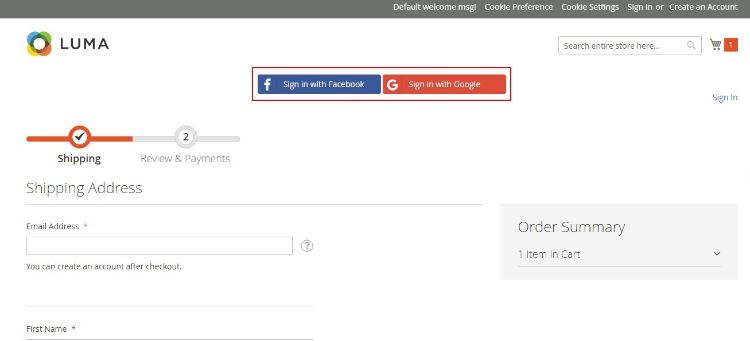 Default welcome msg! Cookie Preference Cookie Settings Sign In or Create an Account
LUMA
Search entire store here...
1
Sign in with Facebook
Sign in with Google
Sign In
2
Shipping
Review & Payments
Shipping Address
Email Address *
?
You can create an account after checkout.
Order Summary
1 Item in Cart
First Name *